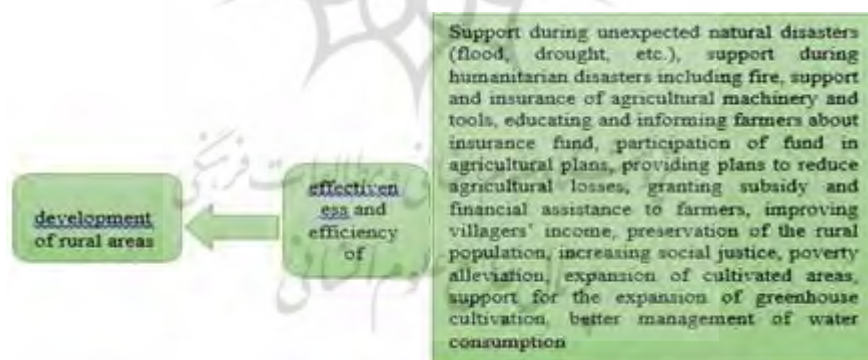 development
of rural areas
effectiven
ess and
efficiency
of
Support during unexpected natural disasters
(flood, drought, etc.), support during
humanitarian disasters including fire, support
and insurance of agricultural machinery and
tools, educating and informing farmers about
insurance fund, participation of fund in
agricultural plans, providing plans to reduce
agricultural losses, granting subsidy and
financial assistance to farmers, improving
villagers' income, preservation of the rural
population, increasing social justice, poverty
alleviation, expansion of cultivated areas,
support for the expansion of greenhouse
cultivation, better management of water
consumption